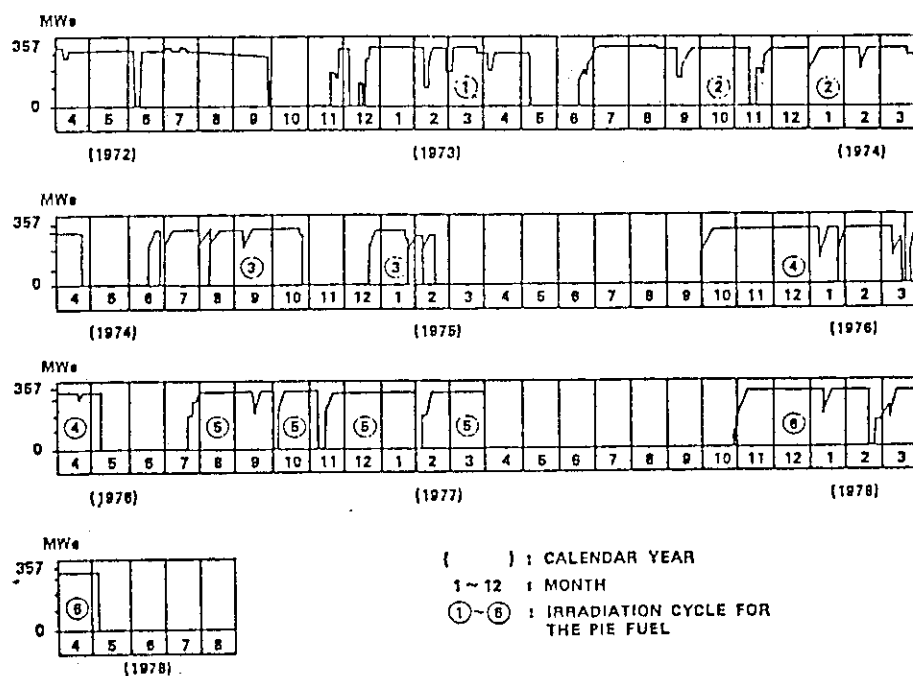 MWe
357
① ② ②
0
4 5 6 7 8 9 10 11 12 1 2 3 4 5 6 7 8 9 10 11 12 1 2 3
(1972) (1973) (1974)
MWe
357
③ ③ ④
0
4 5 6 7 8 9 10 11 12 1 2 3 4 5 6 7 8 9 10 11 12 1 2 3
(1974) (1975) (1976)
MWe
357
④ ⑤ ⑤ ⑤ ⑤ ⑥
0
4 5 6 7 8 9 10 11 12 1 2 3 4 5 6 7 8 9 10 11 12 1 2 3
(1976) (1977) (1978)
MWe
357
⑥
0
4 5 6 7 8
(1978)
( ) : CALENDAR YEAR
1~12 : MONTH
①~⑥ : IRRADIATION CYCLE FOR
THE PIE FUEL